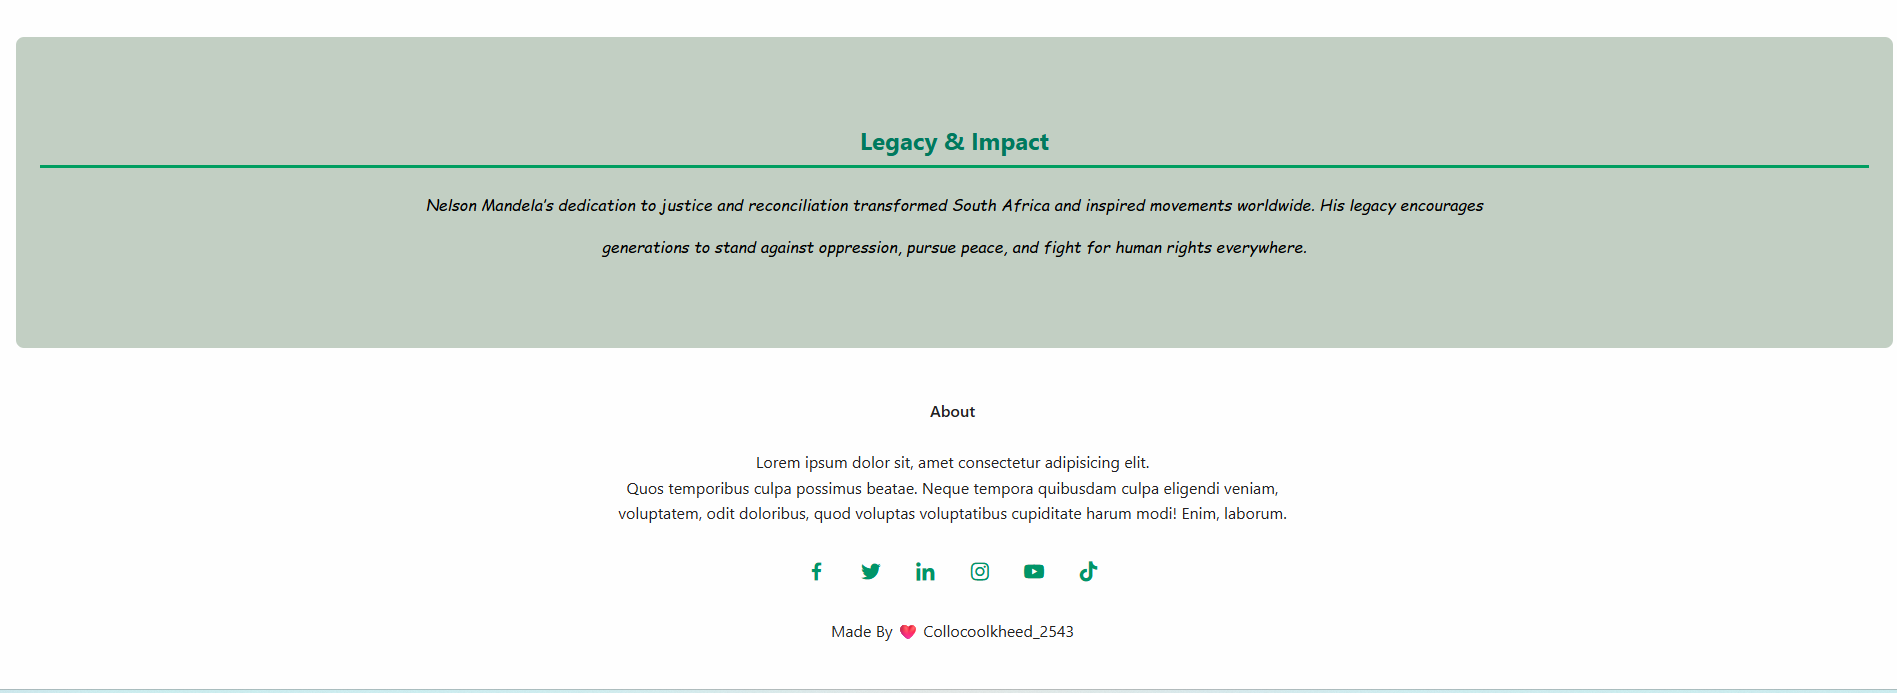 Legacy & Impact
Nelson Mandela's dedication to justice and reconciliation transformed South Africa and inspired movements worldwide. His legacy encourages
generations to stand against oppression, pursue peace, and fight for human rights everywhere.
About
Lorem ipsum dolor sit, amet consectetur adipisicing elit.
Quos temporibus culpa possimus beatae. Neque tempora quibusdam culpa eligendi veniam,
voluptatem, odit doloribus, quod voluptas voluptatibus cupiditate harum modi! Enim, laborum.
Made By ❤️ Collocoolkheed_2543